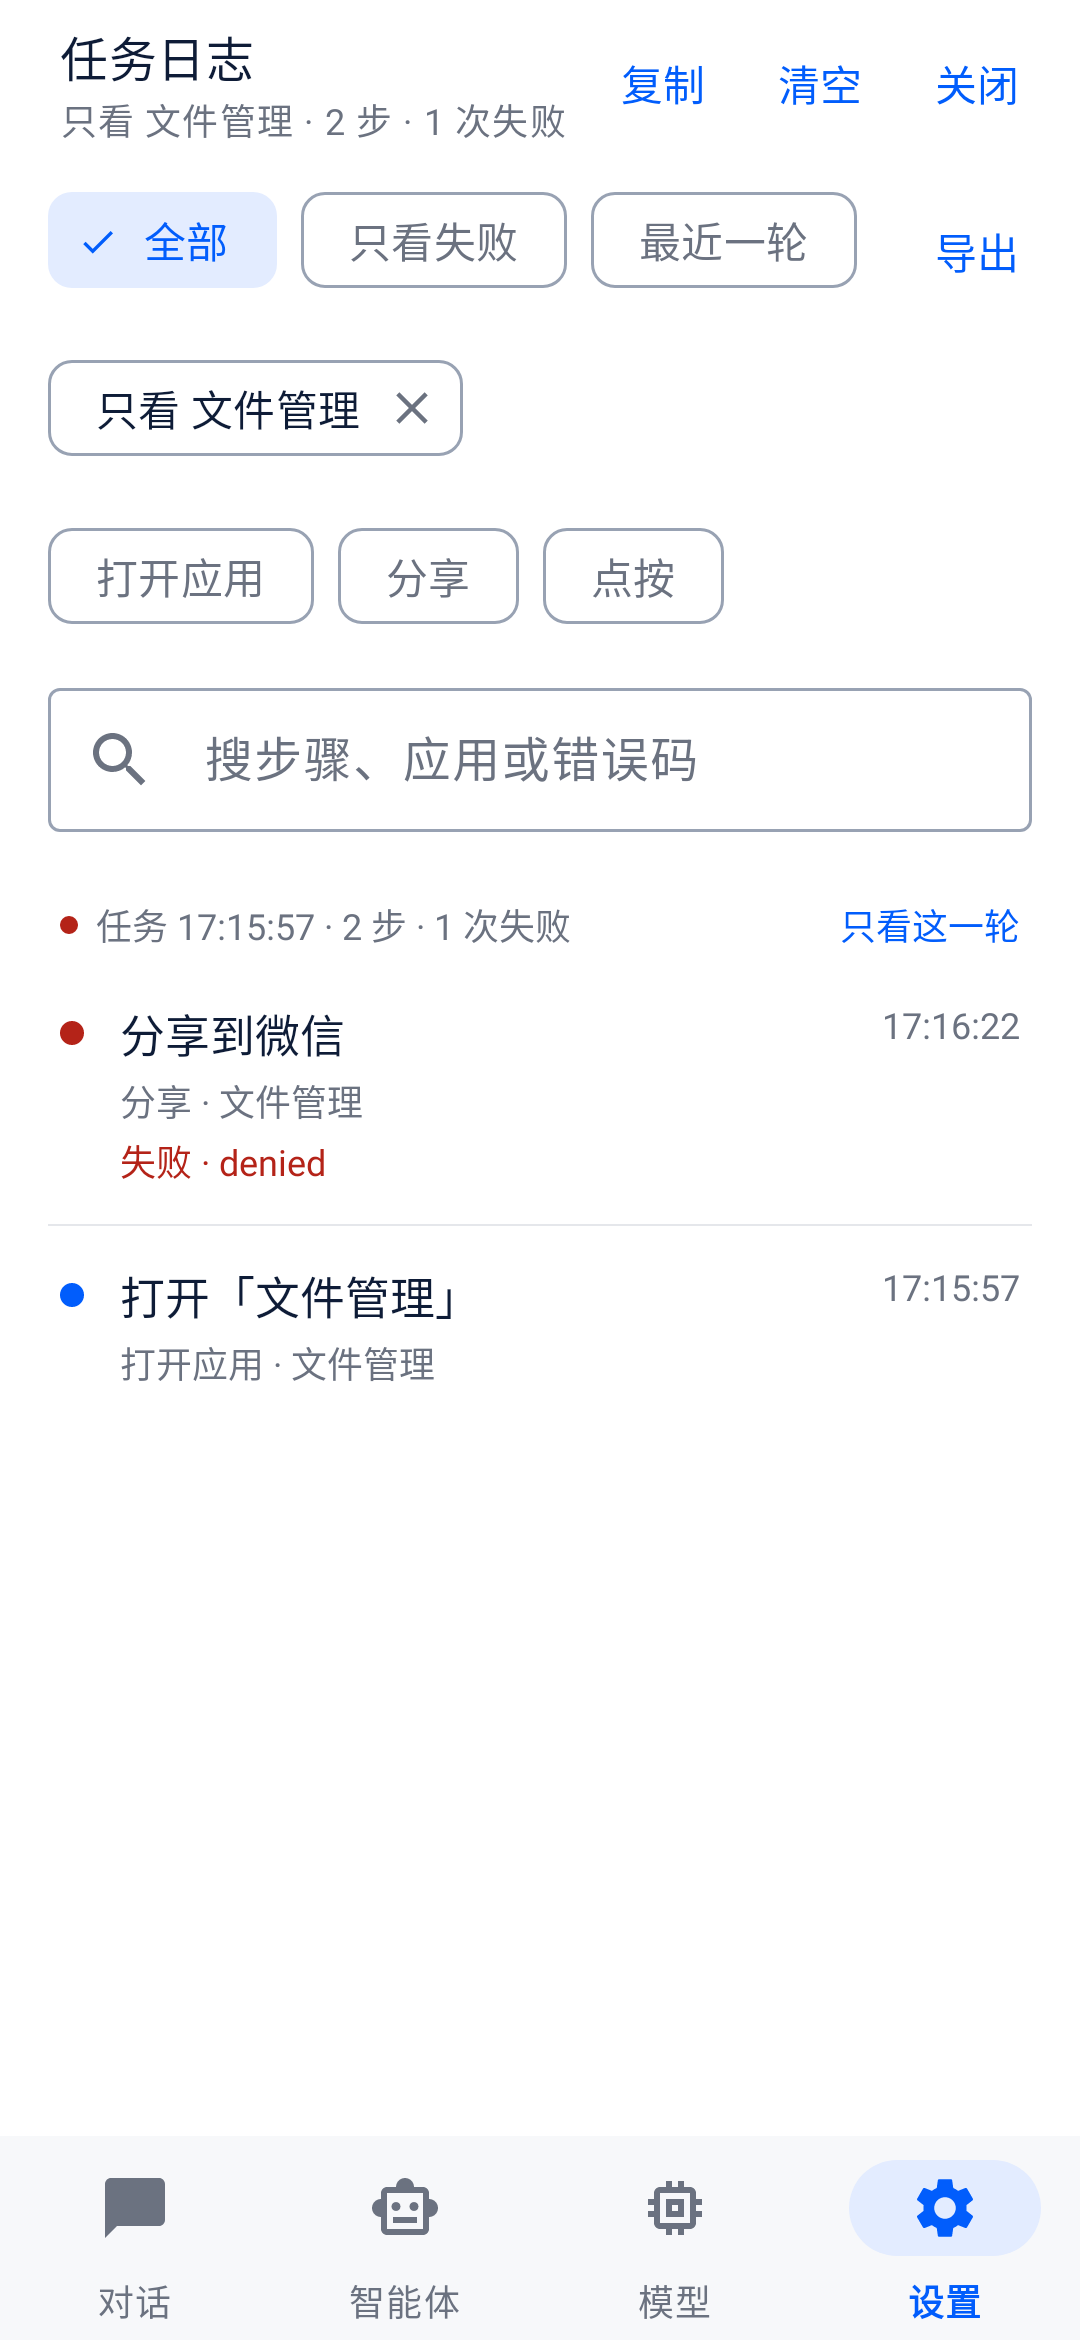 任务日志
只看 文件管理 · 2 步 · 1 次失败
复制
清空
关闭
全部
只看失败
最近一轮
导出
只看 文件管理
打开应用
分享
点按
搜步骤、应用或错误码
任务 17:15:57 · 2 步 · 1 次失败
只看这一轮
分享到微信
17:16:22
分享 · 文件管理
失败 · denied
打开「文件管理」
17:15:57
打开应用 · 文件管理
对话
智能体
模型
设置